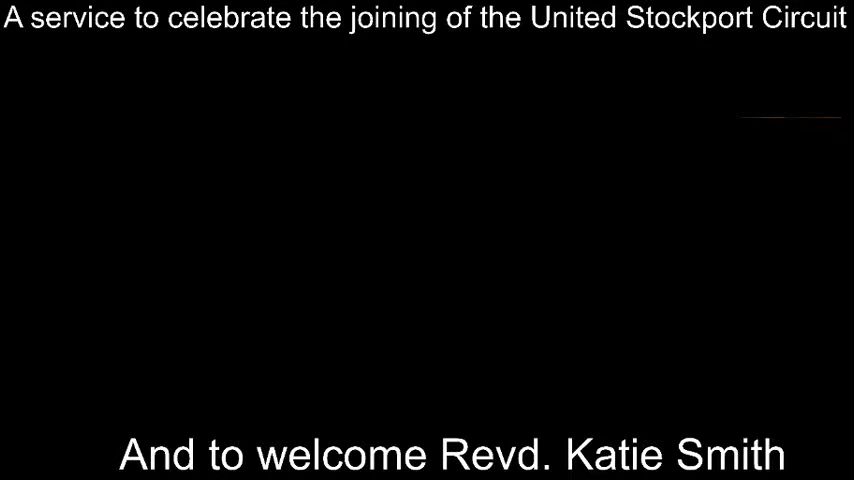 A service to celebrate the joining of the United Stockport Circuit
And to welcome Revd. Katie Smith